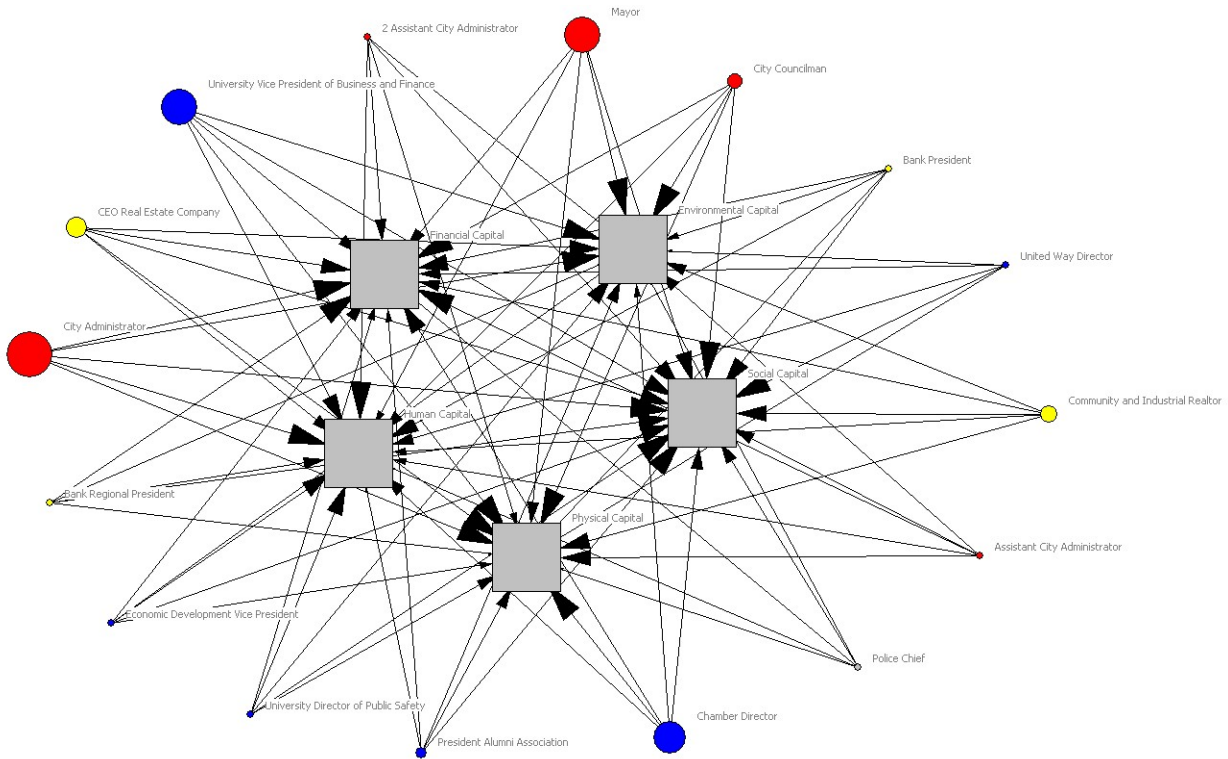 Mayor
2 Assistant City Administrator
City Councilman
University Vice President of Business and Finance
Bank President
CEO Real Estate Company
Environmental Capital
Financial Capital
United Way Director
City Administrator
Social Capital
Community and Industrial Realtor
Human Capital
Bank Regional President
Physical Capital
Assistant City Administrator
Economic Development Vice President
Police Chief
University Director of Public Safety
Chamber Director
President Alumni Association